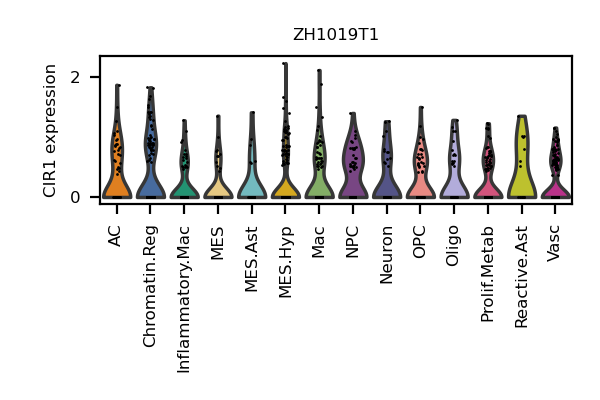 ZH1019T1
CIR1 expression
2
0
AC
Chromatin.Reg
Inflammatory.Mac
MES
MES.Ast
MES.Hyp
Mac
NPC
Neuron
OPC
Oligo
Prolif.Metab
Reactive.Ast
Vasc